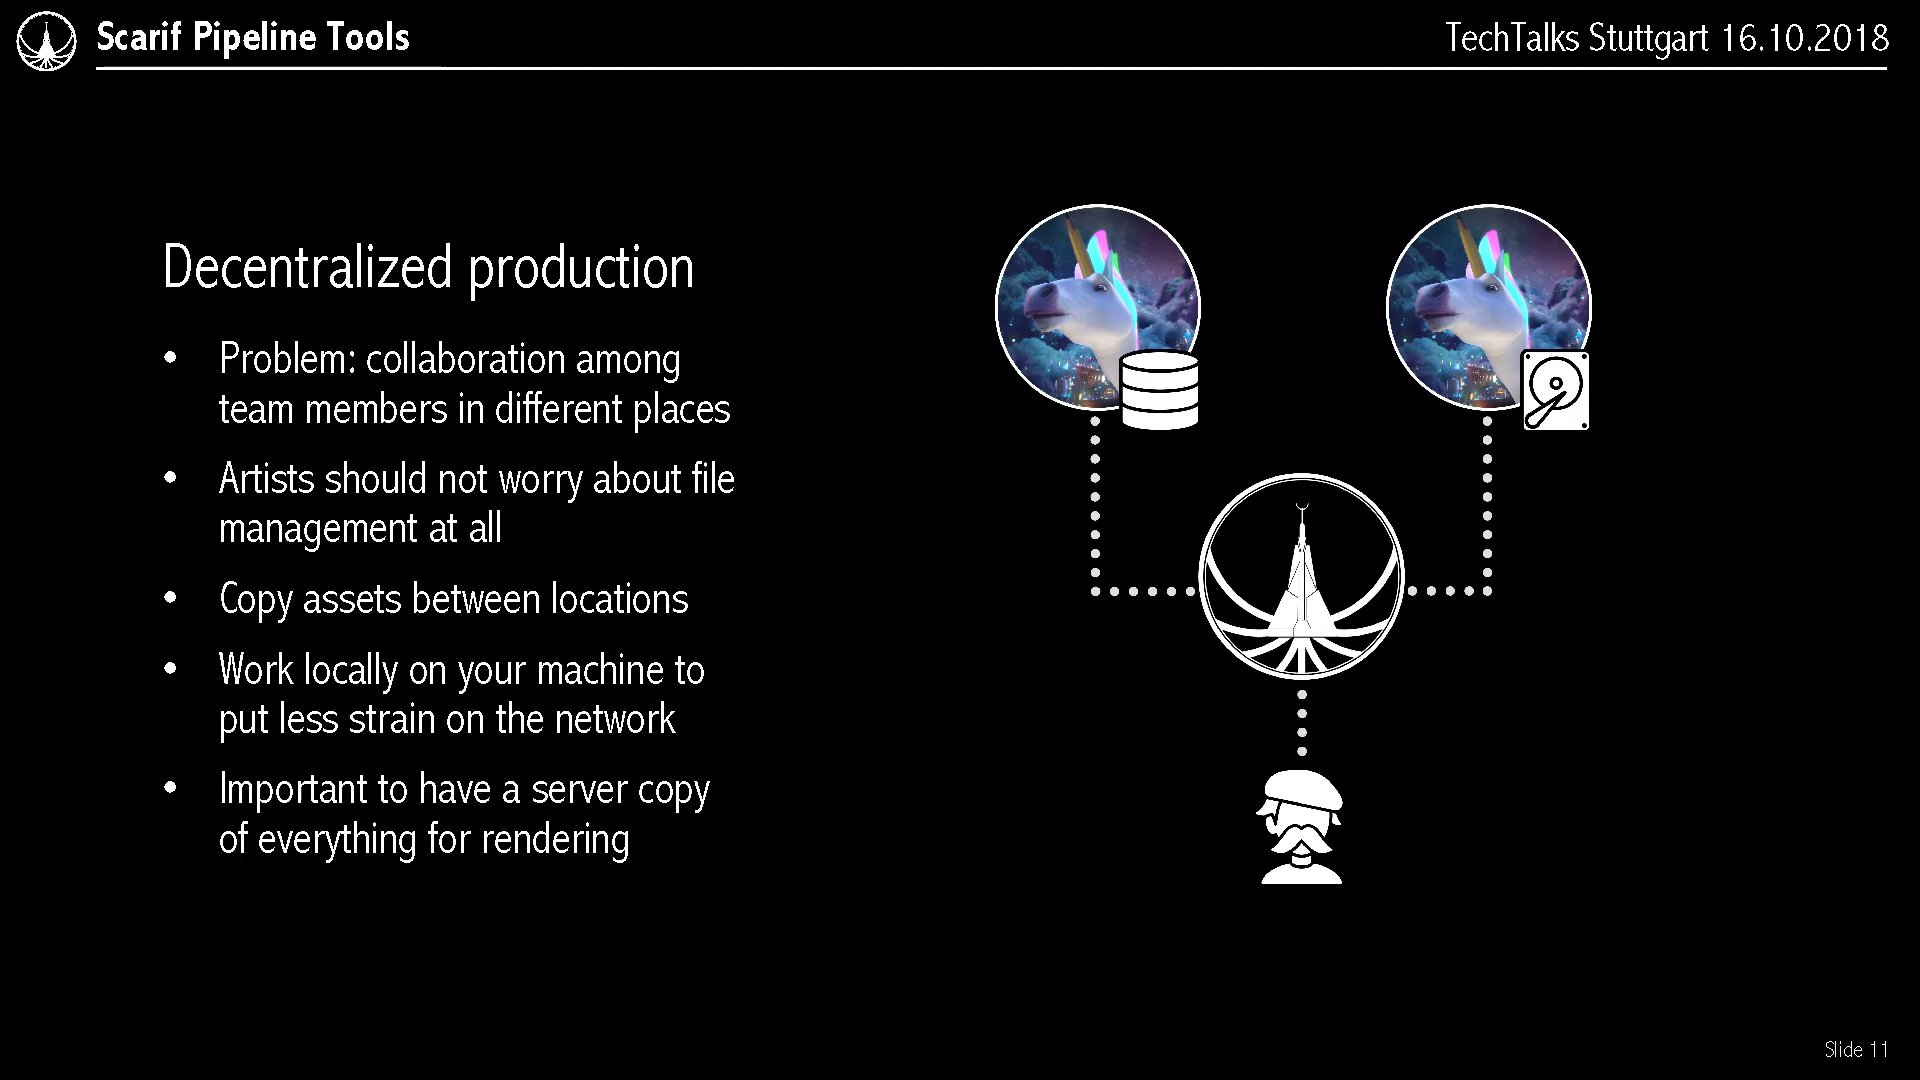 Scarif Pipeline Tools
TechTalks Stuttgart 16.10.2018
Decentralized production
• Problem: collaboration among
team members in different places
• Artists should not worry about file
management at all
• Copy assets between locations
• Work locally on your machine to
put less strain on the network
• Important to have a server copy
of everything for rendering
Slide 11